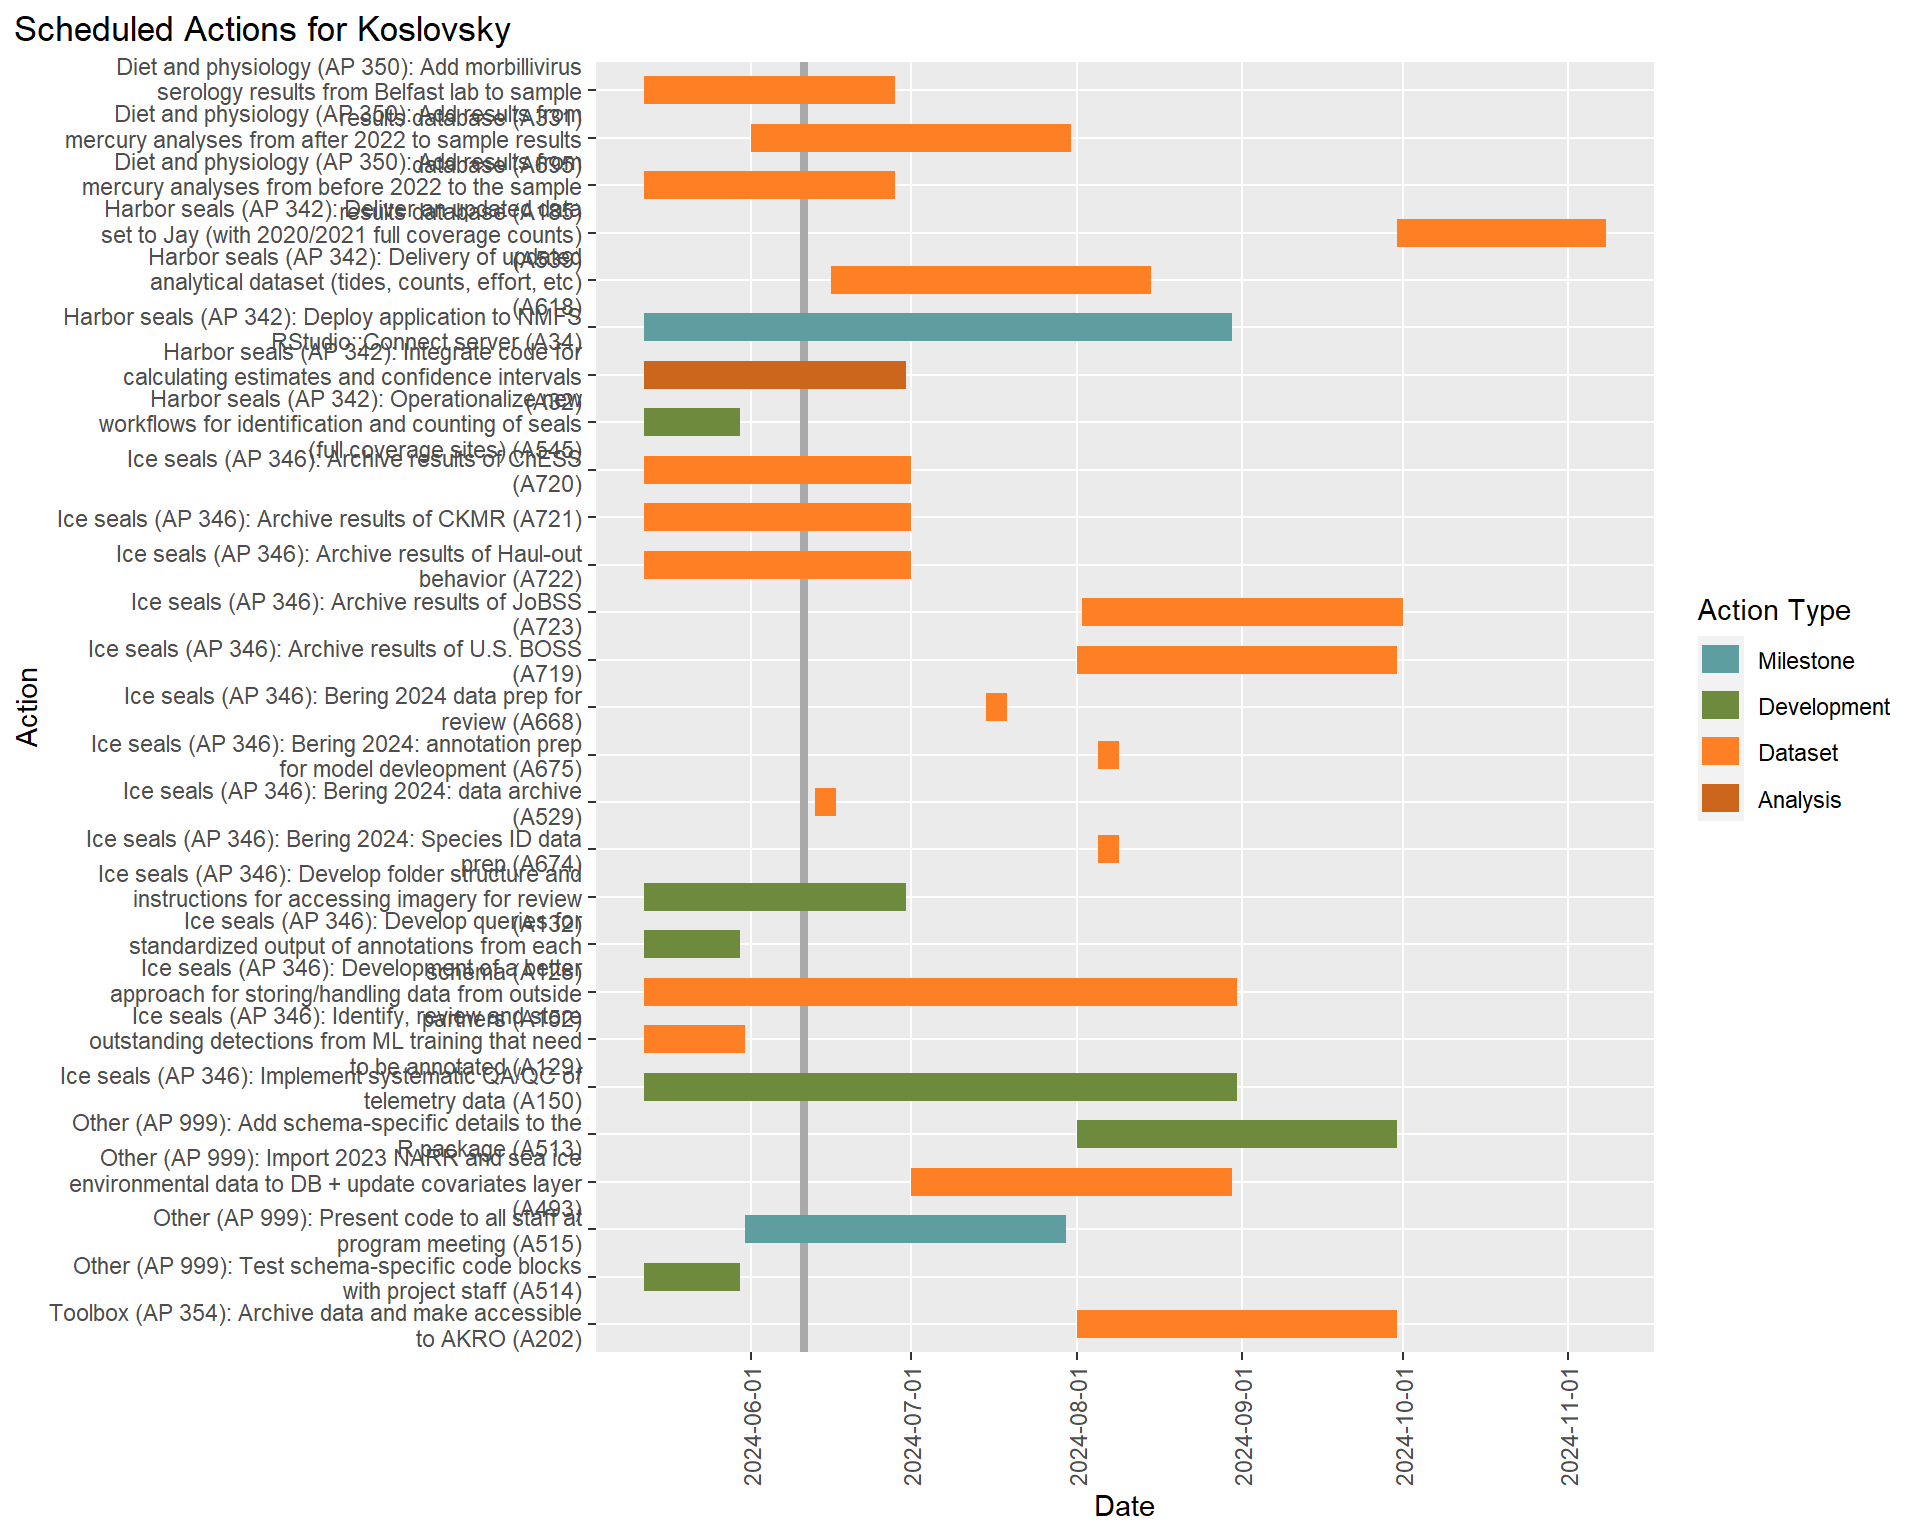 Scheduled Actions for Koslovsky
Diet and physiology (AP 350): Add morbillivirus
serology results from Belfast lab to sample
results database (A331)
Diet and physiology (AP 350): Add results from
mercury analyses from after 2022 to sample results
database (A695)
Diet and physiology (AP 350): Add results from
mercury analyses from before 2022 to the sample
results database (A185)
Harbor seals (AP 342): Deliver an updated data
set to Jay (with 2020/2021 full coverage counts)
(A539)
Harbor seals (AP 342): Delivery of updated
analytical dataset (tides, counts, effort, etc)
(A618)
Harbor seals (AP 342): Deploy application to NMFS
RStudio::Connect server (A34)
Harbor seals (AP 342): Integrate code for
calculating estimates and confidence intervals
(A32)
Harbor seals (AP 342): Operationalize new
workflows for identification and counting of seals
(full coverage sites) (A545)
Ice seals (AP 346): Archive results of ChESS
(A720)
Ice seals (AP 346): Archive results of CKMR (A721)
Ice seals (AP 346): Archive results of Haul-out
behavior (A722)
Ice seals (AP 346): Archive results of JoBSS
(A723)
Ice seals (AP 346): Archive results of U.S. BOSS
(A719)
Ice seals (AP 346): Bering 2024 data prep for
review (A668)
Ice seals (AP 346): Bering 2024: annotation prep
for model devleopment (A675)
Ice seals (AP 346): Bering 2024: data archive
(A529)
Ice seals (AP 346): Bering 2024: Species ID data
prep (A674)
Ice seals (AP 346): Develop folder structure and
instructions for accessing imagery for review
(A132)
Ice seals (AP 346): Develop queries for
standardized output of annotations from each
schema (A128)
Ice seals (AP 346): Development of a better
approach for storing/handling data from outside
partners (A152)
Ice seals (AP 346): Identify, review and store
outstanding detections from ML training that need
to be annotated (A129)
Ice seals (AP 346): Implement systematic QA/QC of
telemetry data (A150)
Other (AP 999): Add schema-specific details to the
R package (A513)
Other (AP 999): Import 2023 NARR and sea ice
environmental data to DB + update covariates layer
(A493)
Other (AP 999): Present code to all staff at
program meeting (A515)
Other (AP 999): Test schema-specific code blocks
with project staff (A514)
Toolbox (AP 354): Archive data and make accessible
to AKRO (A202)
Action
2024-06-01
2024-07-01
2024-08-01
2024-09-01
2024-10-01
2024-11-01
Date
Action Type
Milestone
Development
Dataset
Analysis